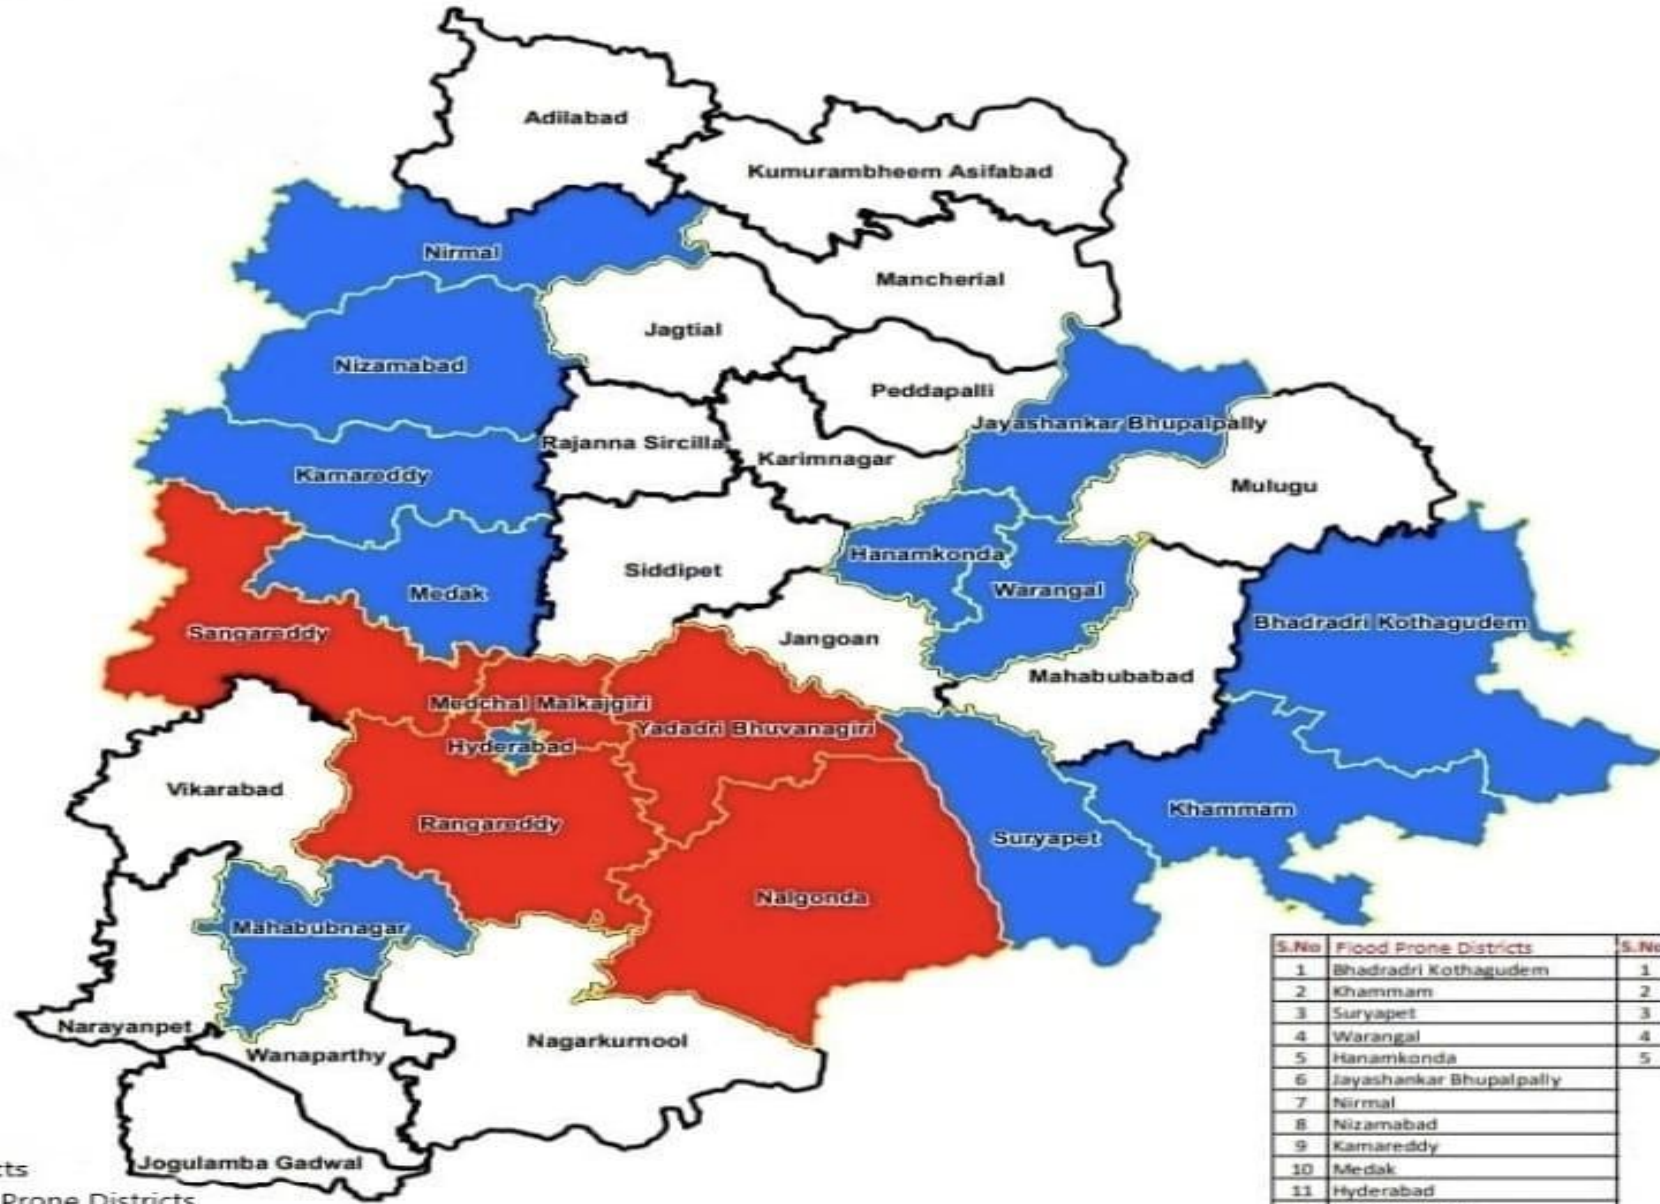 Adilabad
Kumurambheem Asifabad
Nirmal
Mancherial
Jagtial
Nizamabad
Peddapalli
Jayashankar Bhupalpally
Rajanna Sircilla
Karimnagar
Kamareddy
Mulugu
Hanamkonda
Siddipet
Warangal
Medak
Bhadradri Kothagudem
Sangareddy
Jangoan
Mahabubabad
Medchal Malkajgiri
Yadadri Bhuvanagiri
Hyderabad
Vikarabad
Khammam
Rangareddy
Suryapet
Nalgonda
Mahabubnagar
Narayanpet
Nagarkurnool
Wanaparthy
Jogulamba Gadwal
Prone Districts
S.No Flood Prone Districts S.No
1 Bhadradri Kothagudem 1
2 Khammam 2
3 Suryapet 3
4 Warangal 4
5 Hanamkonda 5
6 Jayashankar Bhupalpally
7 Nirmal
8 Nizamabad
9 Kamareddy
10 Medak
11 Hyderabad